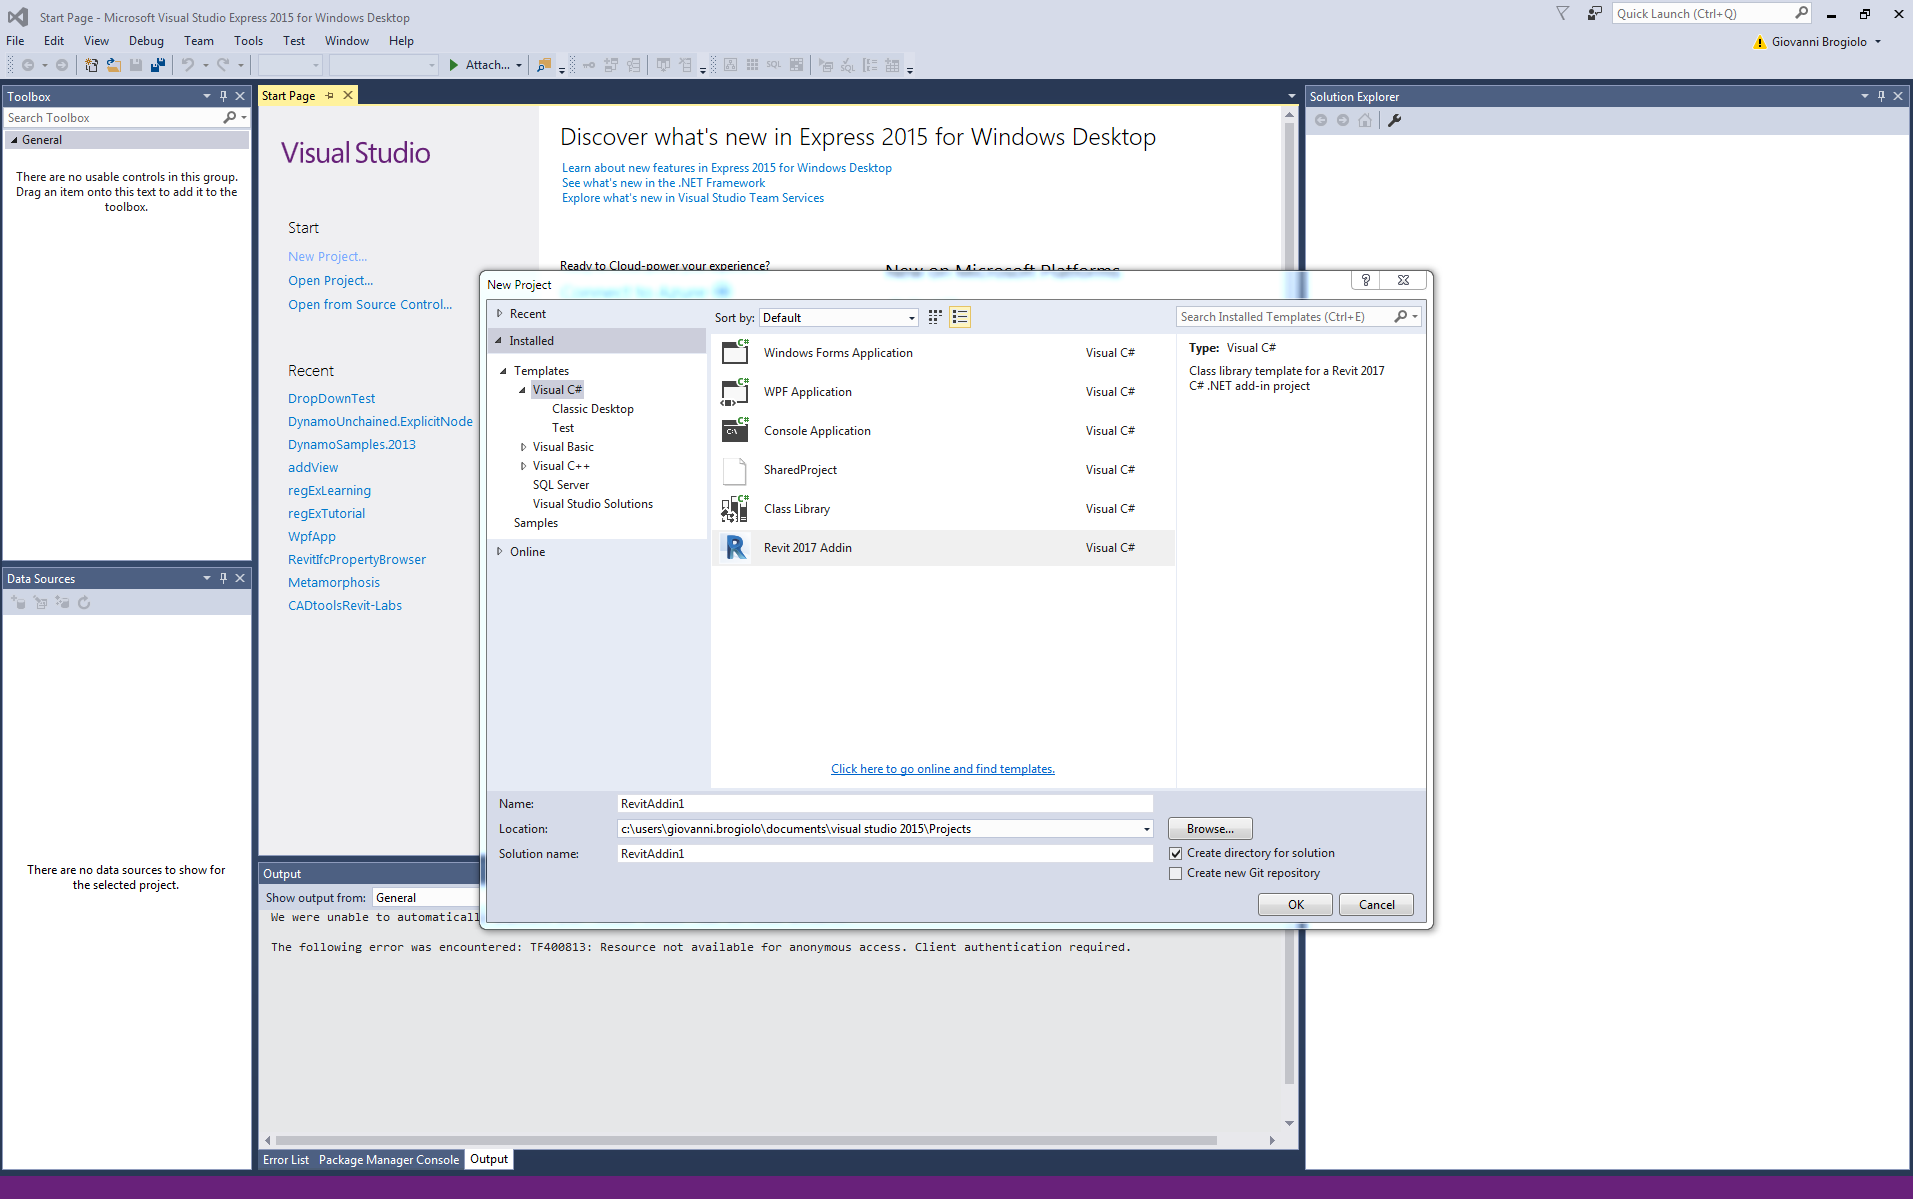 Start Page - Microsoft Visual Studio Express 2015 for Windows Desktop
Quick Launch (Ctrl+Q)
File Edit View Debug Team Tools Test Window Help
Giovanni Brogiolo
Attach...
Toolbox
Search Toolbox
General
There are no usable controls in this group.
Drag an item onto this text to add it to the
toolbox.
Data Sources
There are no data sources to show for
the selected project.
Start Page
Visual Studio
Start
New Project...
Open Project...
Open from Source Control...
Recent
DropDownTest
DynamoUnchained.ExplicitNode
DynamoSamples.2013
addView
regExLearning
regExTutorial
WpfApp
RevitIfcPropertyBrowser
Metamorphosis
CADtoolsRevit-Labs
Discover what's new in Express 2015 for Windows Desktop
Learn about new features in Express 2015 for Windows Desktop
See what's new in the .NET Framework
Explore what's new in Visual Studio Team Services
Ready to Cloud-power your experience?
New on Microsoft Platforms
Solution Explorer
New Project
Recent
Installed
Templates
Visual C#
Classic Desktop
Test
Visual Basic
Visual C++
SQL Server
Visual Studio Solutions
Samples
Online
Sort by: Default
Search Installed Templates (Ctrl+E)
Windows Forms Application Visual C#
WPF Application Visual C#
Console Application Visual C#
SharedProject Visual C#
Class Library Visual C#
Revit 2017 Addin Visual C#
Click here to go online and find templates.
Type: Visual C#
Class library template for a Revit 2017
C# .NET add-in project
Name: RevitAddin1
Location: c:\users\giovanni.brogiolo\documents\visual studio 2015\Projects
Browse...
Solution name: RevitAddin1
Create directory for solution
Create new Git repository
OK Cancel
Output
Show output from: General
We were unable to automaticall
The following error was encountered: TF400813: Resource not available for anonymous access. Client authentication required.
Error List Package Manager Console Output